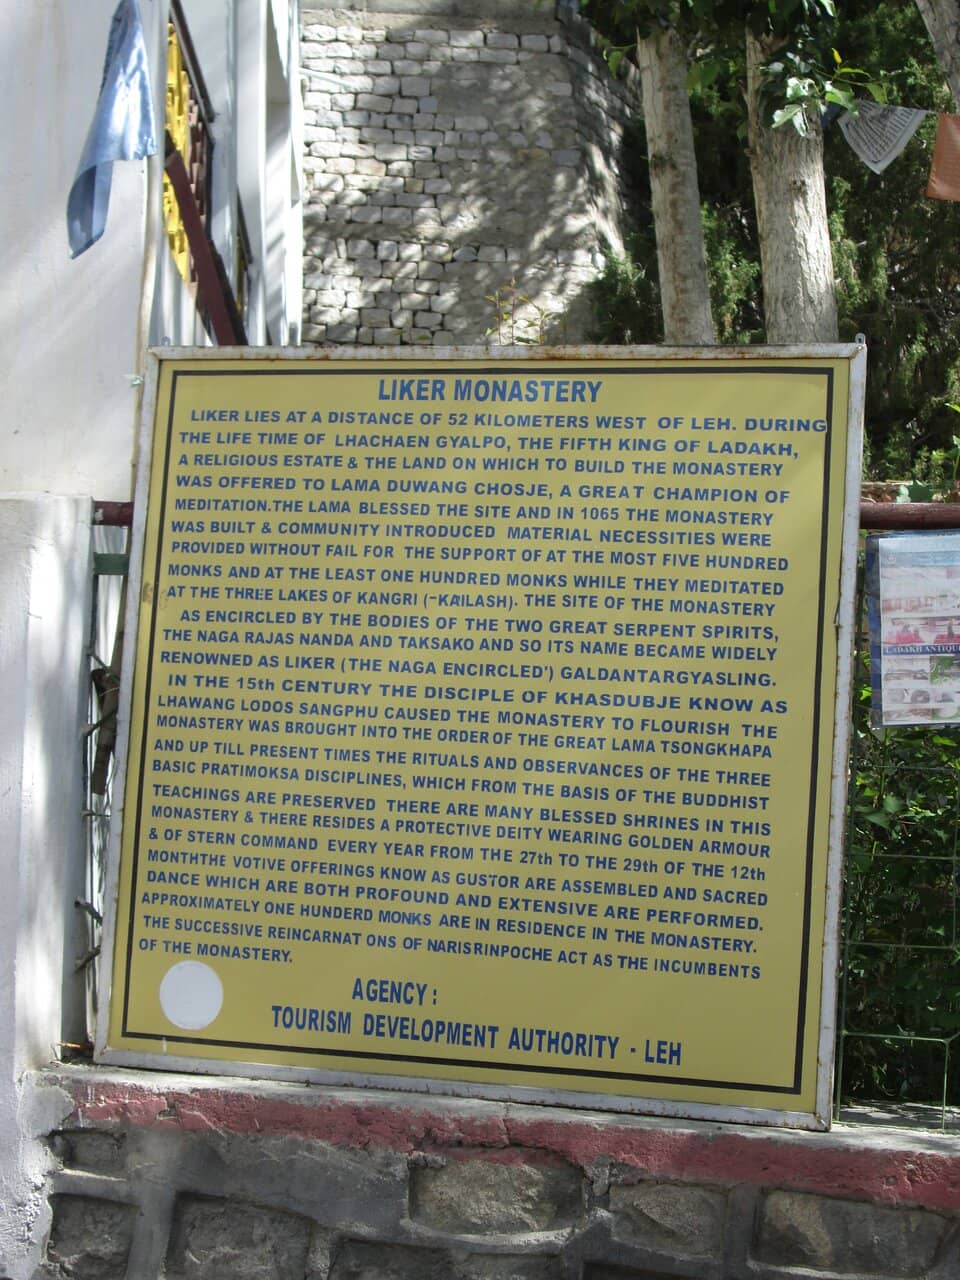 LIKER MONASTERY
LIKER LIES AT A DISTANCE OF 52 KILOMETERS WEST OF LEH. DURING
THE LIFE TIME OF LHACHAEN GYALPO, THE FIFTH KING OF LADAKH,
A RELIGIOUS ESTATE & THE LAND ON WHICH TO BUILD THE MONASTERY
WAS OFFERED TO LAMA DUWANG CHOSJE, A GREAT CHAMPION OF
MEDITATION.THE LAMA BLESSED THE SITE AND IN 1065 THE MONASTERY
WAS BUILT & COMMUNITY INTRODUCED MATERIAL NECESSITIES WERE
PROVIDED WITHOUT FAIL FOR THE SUPPORT OF AT THE MOST FIVE HUNDRED
MONKS AND AT THE LEAST ONE HUNDRED MONKS WHILE THEY MEDITATED
AT THE THREE LAKES OF KANGRI (-KAILASH). THE SITE OF THE MONASTERY
AS ENCIRCLED BY THE BODIES OF THE TWO GREAT SERPENT SPIRITS,
THE NAGA RAJAS NANDA AND TAKSAKO AND SO ITS NAME BECAME WIDELY
RENOWNED AS LIKER (THE NAGA ENCIRCLED') GALDANTARGYASLING.
IN THE 15th CENTURY THE DISCIPLE OF KHASDUBJE KNOW AS
LHAWANG LODOS SANGPHU CAUSED THE MONASTERY TO FLOURISH THE
MONASTERY WAS BROUGHT INTO THE ORDER OF THE GREAT LAMA TSONGKHAPA
AND UP TILL PRESENT TIMES THE RITUALS AND OBSERVANCES OF THE THREE
BASIC PRATIMOKSA DISCIPLINES, WHICH FROM THE BASIS OF THE BUDDHIST
TEACHINGS ARE PRESERVED THERE ARE MANY BLESSED SHRINES IN THIS
MONASTERY & THERE RESIDES A PROTECTIVE DEITY WEARING GOLDEN ARMOUR
& OF STERN COMMAND EVERY YEAR FROM THE 27th TO THE 29th OF THE 12th
MONTHTHE VOTIVE OFFERINGS KNOW AS GUSTOR ARE ASSEMBLED AND SACRED
DANCE WHICH ARE BOTH PROFOUND AND EXTENSIVE ARE PERFORMED.
APPROXIMATELY ONE HUNDERD MONKS ARE IN RESIDENCE IN THE MONASTERY.
THE SUCCESSIVE REINCARNAT ONS OF NARISRINPOCHE ACT AS THE INCUMBENTS
OF THE MONASTERY.
AGENCY :
TOURISM DEVELOPMENT AUTHORITY - LEH
LADAKH ANTIQUE